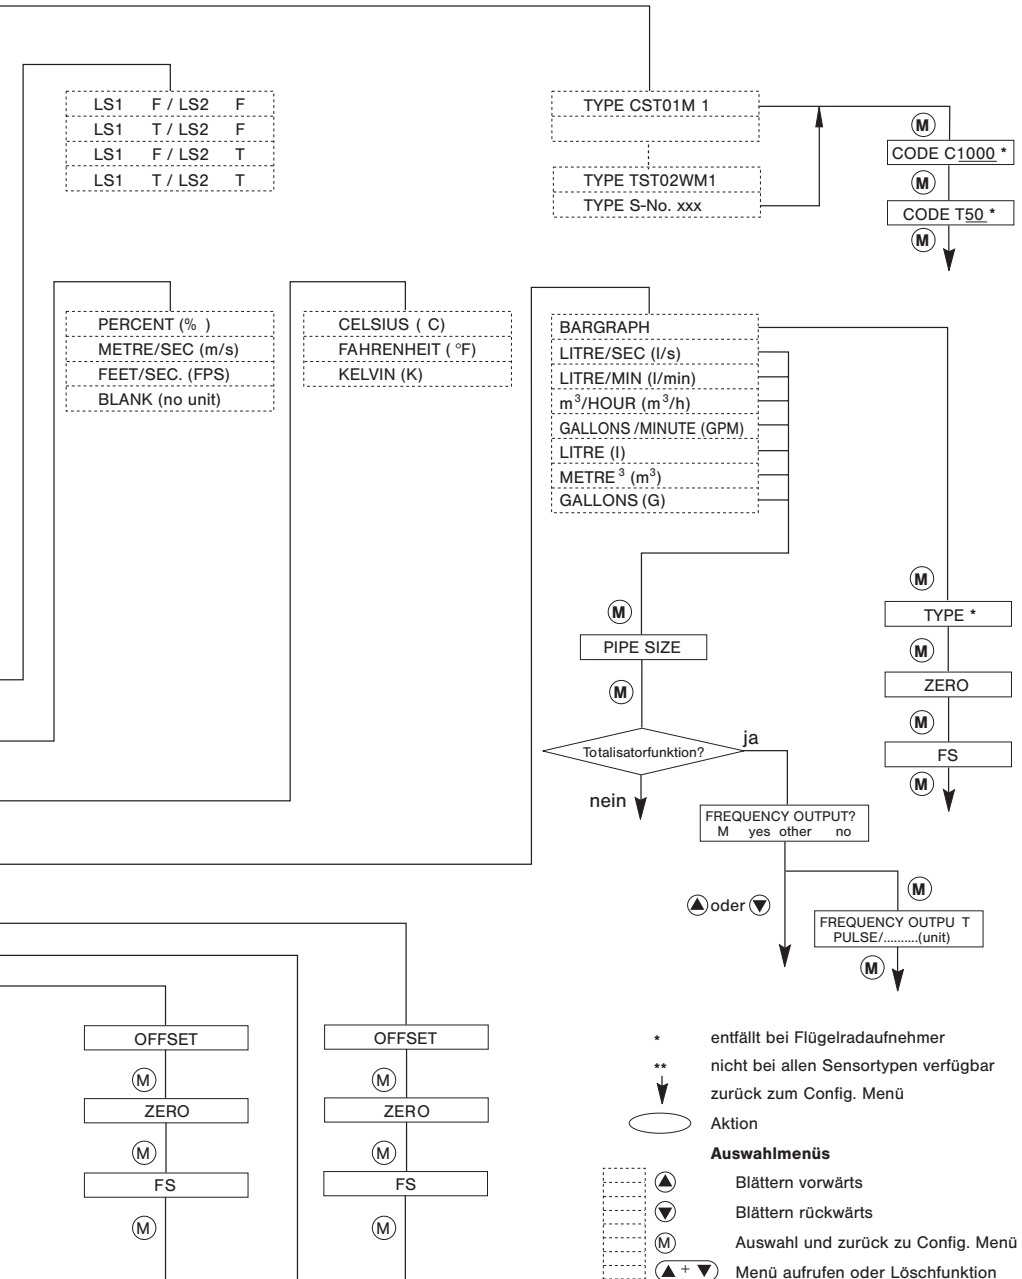 LS1 F / LS2 F
LS1 T / LS2 F
LS1 F / LS2 T
LS1 T / LS2 T
TYPE CST01M 1
TYPE TST02WM1
TYPE S-No. xxx
M
CODE C1000 *
M
CODE T50 *
M
PERCENT (% )
METRE/SEC (m/s)
FEET/SEC. (FPS)
BLANK (no unit)
CELSIUS ( C)
FAHRENHEIT ( °F)
KELVIN (K)
BARGRAPH
LITRE/SEC (l/s)
LITRE/MIN (l/min)
m³/HOUR (m³/h)
GALLONS /MINUTE (GPM)
LITRE (l)
METRE ³ (m³)
GALLONS (G)
M
PIPE SIZE
M
Totalisatorfunktion?
ja
nein
M
TYPE *
M
ZERO
M
FS
M
FREQUENCY OUTPUT?
M yes other no
▲ oder ▼
M
FREQUENCY OUTPU T
PULSE/..........(unit)
M
OFFSET
M
ZERO
M
FS
M
OFFSET
M
ZERO
M
FS
M
* entfällt bei Flügelradaufnehmer
** nicht bei allen Sensortypen verfügbar
zurück zum Config. Menü
Aktion
Auswahlmenüs
▲ Blättern vorwärts
▼ Blättern rückwärts
M Auswahl und zurück zu Config. Menü
▲ + ▼ Menü aufrufen oder Löschfunktion